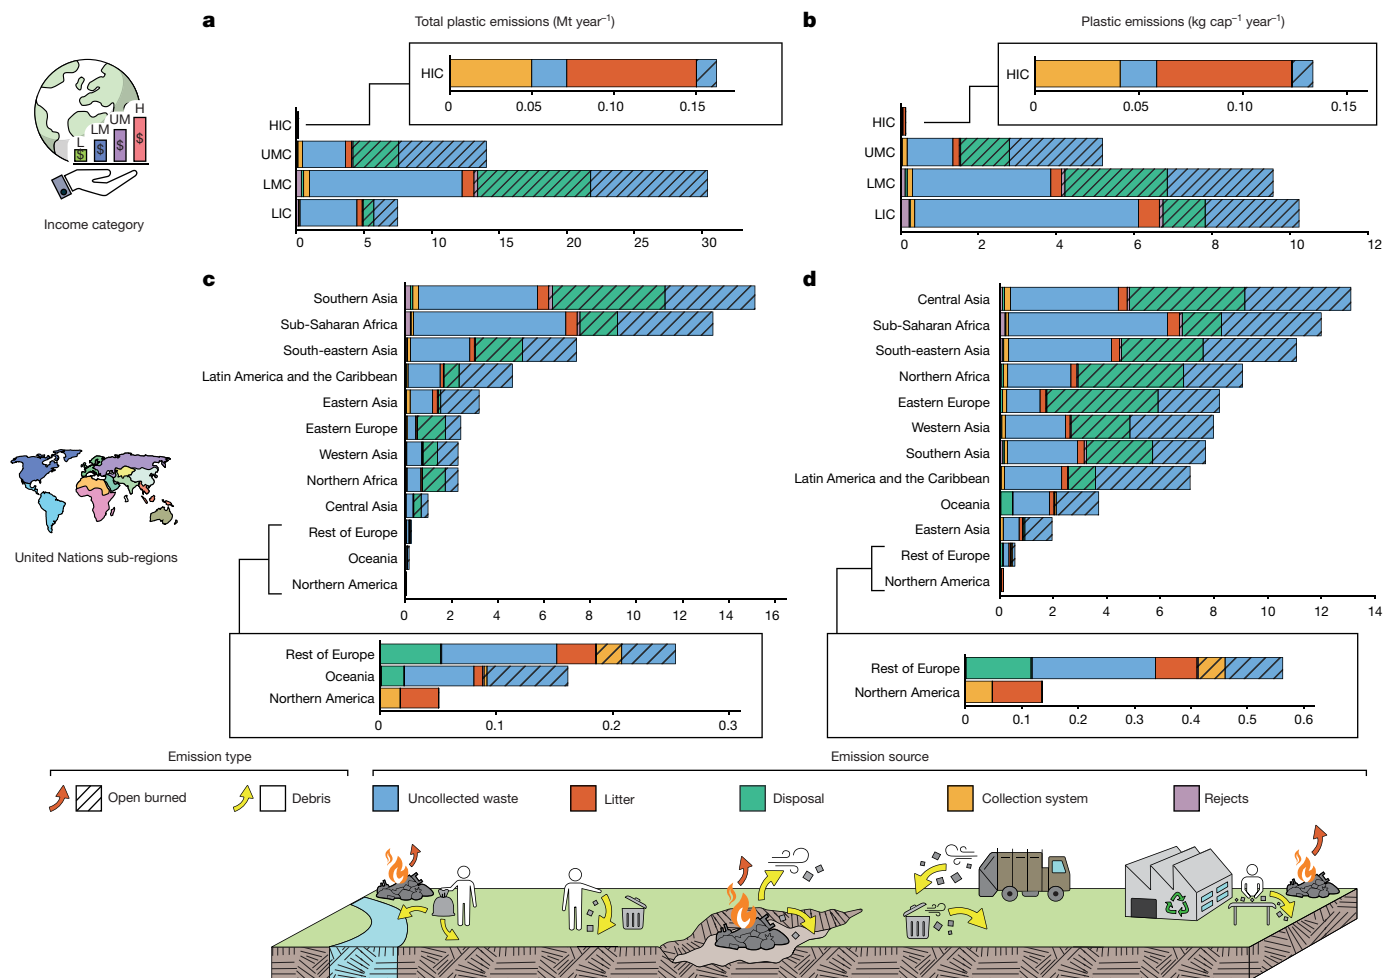 a
Total plastic emissions (Mt year⁻¹)
HIC
0
0.05
0.10
0.15
HIC
UMC
LMC
LIC
0
5
10
15
20
25
30
b
Plastic emissions (kg cap⁻¹ year⁻¹)
HIC
0
0.05
0.10
0.15
HIC
UMC
LMC
LIC
0
2
4
6
8
10
12
L
LM
UM
H
$
$
$
$
Income category
c
Southern Asia
Sub-Saharan Africa
South-eastern Asia
Latin America and the Caribbean
Eastern Asia
Eastern Europe
Western Asia
Northern Africa
Central Asia
Rest of Europe
Oceania
Northern America
0
2
4
6
8
10
12
14
16
Rest of Europe
Oceania
Northern America
0
0.1
0.2
0.3
d
Central Asia
Sub-Saharan Africa
South-eastern Asia
Northern Africa
Eastern Europe
Western Asia
Southern Asia
Latin America and the Caribbean
Oceania
Eastern Asia
Rest of Europe
Northern America
0
2
4
6
8
10
12
14
Rest of Europe
Northern America
0
0.1
0.2
0.3
0.4
0.5
0.6
United Nations sub-regions
Emission type
Open burned
Debris
Emission source
Uncollected waste
Litter
Disposal
Collection system
Rejects